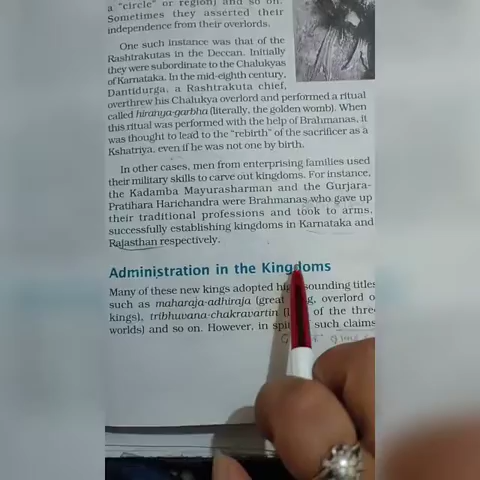 a "circle" or region) and so on.
Sometimes they asserted their
independence from their overlords.
One such instance was that of the
Rashtrakutas in the Deccan. Initially
they were subordinate to the Chalukyas
of Karnataka. In the mid-eighth century,
Dantidurga, a Rashtrakuta chief,
overthrew his Chalukya overlord and performed a ritual
called hiranya-garbha (literally, the golden womb). When
this ritual was performed with the help of Brahmanas, it
was thought to lead to the "rebirth" of the sacrificer as a
Kshatriya, even if he was not one by birth.
In other cases, men from enterprising families used
their military skills to carve out kingdoms. For instance,
the Kadamba Mayurasharman and the Gurjara-
Pratihara Harichandra were Brahmanas who gave up
their traditional professions and took to arms,
successfully establishing kingdoms in Karnataka and
Rajasthan respectively.
Administration in the Kingdoms
Many of these new kings adopted sounding titles
such as maharaja-adhiraja (great overlord o
kings), tribhuvana-chakravartin of the thre
worlds) and so on. However, in such claims